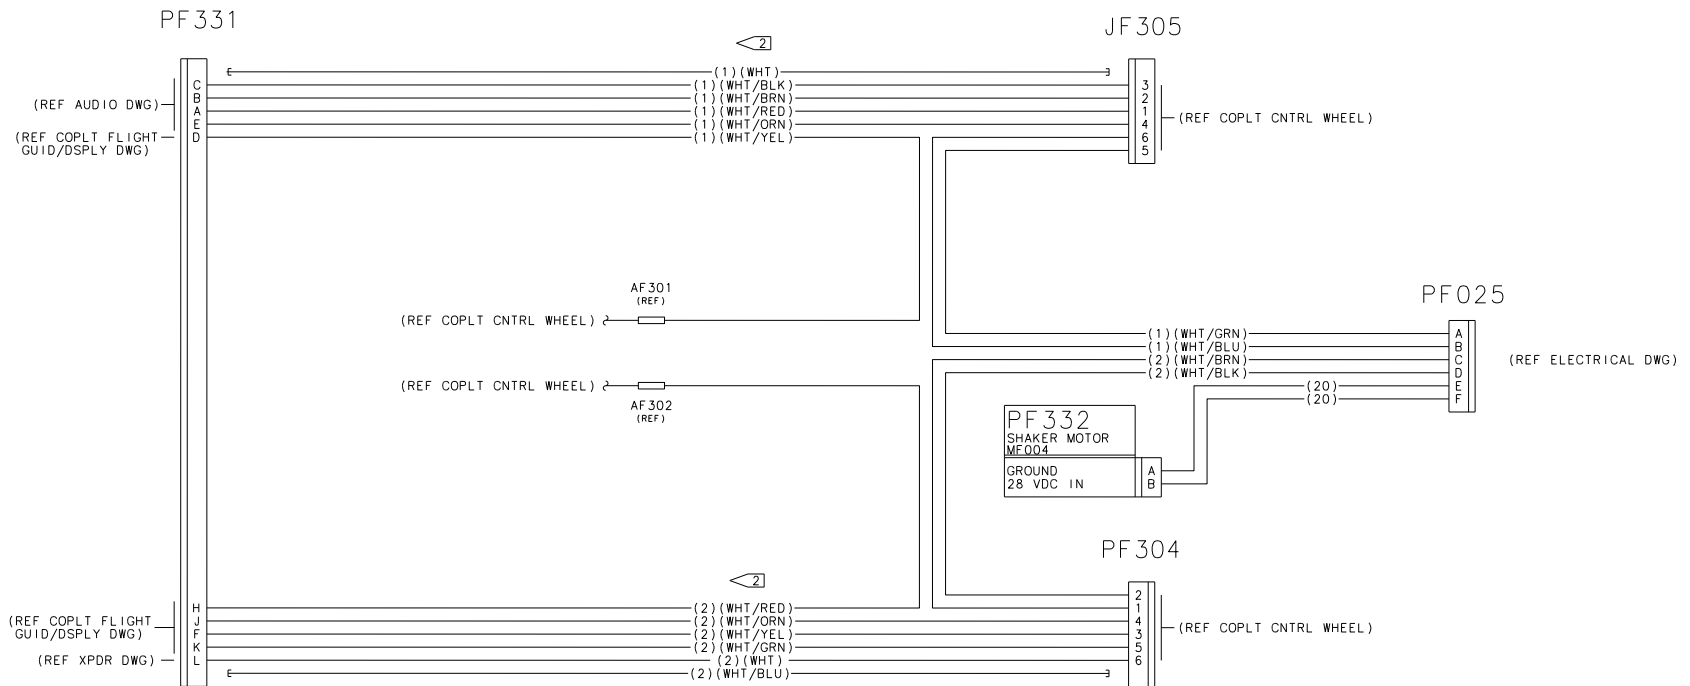 PF331
JF305
2
(1)(WHT)
C (1)(WHT/BLK) 3
B (1)(WHT/BRN) 2
(REF AUDIO DWG)
A (1)(WHT/RED) 1
(REF COPLT CNTRL WHEEL)
E (1)(WHT/ORN) 4
(REF COPLT FLIGHT
GUID/DSPLY DWG)
D (1)(WHT/YEL) 6
5
AF301
(REF)
(REF COPLT CNTRL WHEEL)
PF025
(1)(WHT/GRN) A
(1)(WHT/BLU) B
(2)(WHT/BRN) C
(REF ELECTRICAL DWG)
(2)(WHT/BLK) D
(REF COPLT CNTRL WHEEL)
(20) E
(20) F
AF302
(REF)
PF332
SHAKER MOTOR
MF004
GROUND A
28 VDC IN B
PF304
2
2
H (2)(WHT/RED) 1
J (2)(WHT/ORN) 4
(REF COPLT FLIGHT
GUID/DSPLY DWG)
F (2)(WHT/YEL) 3
(REF COPLT CNTRL WHEEL)
K (2)(WHT/GRN) 5
(REF XPDR DWG)
L (2)(WHT) 6
(2)(WHT/BLU)